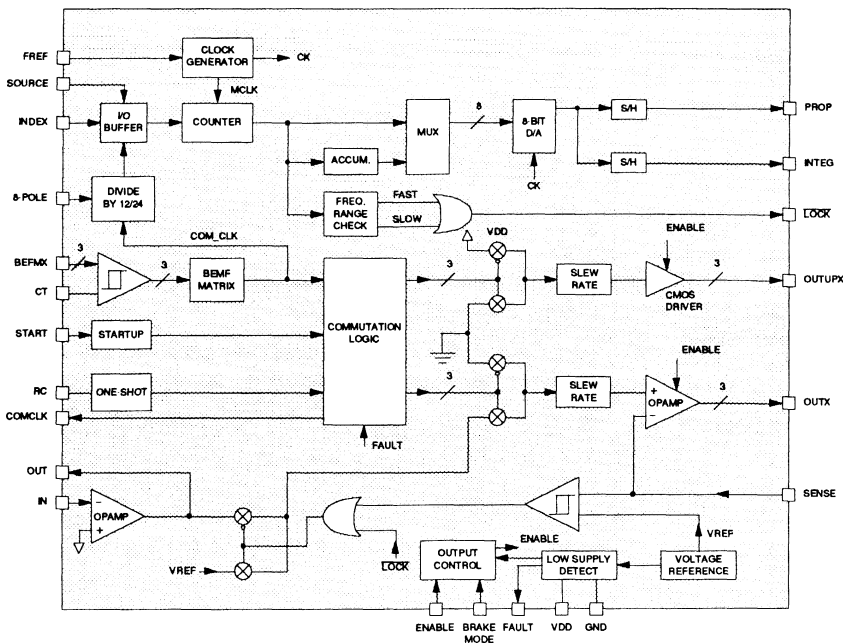 FREF
CLOCK
GENERATOR
CK
SOURCE
MCLK
INDEX
I/O
BUFFER
COUNTER
MUX
8
8-BIT
D/A
S/H
PROP
ACCUM.
S/H
INTEG
CK
8-POLE
DIVIDE
BY 12/24
FREQ.
RANGE
CHECK
FAST
SLOW
LOCK
COM_CLK
VDD
ENABLE
BEFMX
3
3
BEMF
MATRIX
CT
COMMUTATION
LOGIC
3
SLEW
RATE
CMOS
DRIVER
3
OUTUPX
START
STARTUP
ENABLE
RC
ONE SHOT
3
SLEW
RATE
+
OPAMP
−
3
OUTX
COMCLK
FAULT
OUT
IN
−
OPAMP
+
SENSE
VREF
LOCK
ENABLE
OUTPUT
CONTROL
LOW SUPPLY
DETECT
VREF
VOLTAGE
REFERENCE
ENABLE
BRAKE
MODE
FAULT
VDD
GND